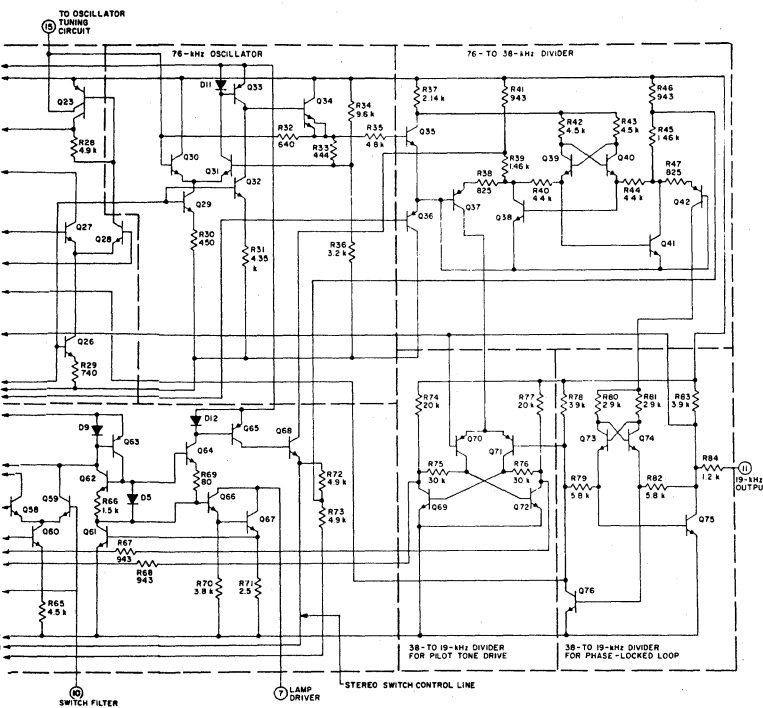 TO OSCILLATOR
TUNING
CIRCUIT
15
76-kHz OSCILLATOR
76- TO 38-kHz DIVIDER
Q23
R28
4.9 k
Q27
Q28
Q26
R29
740
D11
Q33
Q34
R34
9.6 k
R32
640
R33
444
R35
4.8 k
Q30
Q31
Q32
Q29
R30
450
R31
4.35
k
R36
3.2 k
R37
2.14 k
Q35
Q36
R41
943
R42
4.5 k
R43
4.5 k
R46
943
R45
1.46 k
R39
1.46 k
Q39
Q40
R38
825
R40
44 k
R44
44 k
R47
825
Q37
Q38
Q42
Q41
D9
Q63
D12
Q65
Q68
Q64
Q62
R69
80
R66
1.5 k
D5
Q66
Q67
Q58
Q59
Q60
Q61
R67
943
R68
943
R65
4.5 k
R70
3.8 k
R71
2.5
R72
4.9 k
R73
4.9 k
R74
20 k
R77
20 k
Q70
Q71
R75
30 k
R76
30 k
Q69
Q72
R78
3.9 k
R80
2.9 k
R81
2.9 k
R63
3.9 k
Q73
Q74
R84
1.2 k
11
19-kHz
OUTPU
R79
5.8 k
R82
5.8 k
Q75
Q76
38-TO 19-kHz DIVIDER
FOR PILOT TONE DRIVE
38-TO 19-kHz DIVIDER
FOR PHASE-LOCKED LOOP
10
SWITCH FILTER
7
LAMP
DRIVER
STEREO SWITCH CONTROL LINE